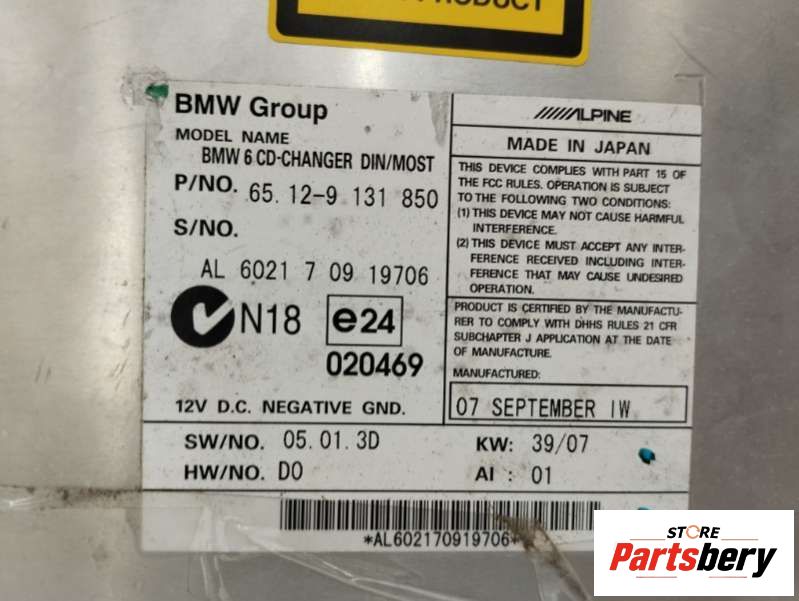 PRODUCT
BMW Group
MODEL NAME
BMW 6 CD-CHANGER DIN/MOST
P/NO. 65. 12-9 131 850
S/NO.
AL 6021 7 09 19706
N18 e24
020469
12V D.C. NEGATIVE GND.
ALPINE
MADE IN JAPAN
THIS DEVICE COMPLIES WITH PART 15 OF
THE FCC RULES. OPERATION IS SUBJECT
TO THE FOLLOWING TWO CONDITIONS:
(1) THIS DEVICE MAY NOT CAUSE HARMFUL
INTERFERENCE.
(2) THIS DEVICE MUST ACCEPT ANY INTER-
FERENCE RECEIVED INCLUDING INTER-
FERENCE THAT MAY CAUSE UNDESIRED
OPERATION.
PRODUCT IS CERTIFIED BY THE MANUFACTU-
RER TO COMPLY WITH DHHS RULES 21 CFR
SUBCHAPTER J APPLICATION AT THE DATE
OF MANUFACTURE.
MANUFACTURED:
07 SEPTEMBER IW
SW/NO. 05. 01. 3D KW: 39/07
HW/NO. D0 AI : 01
*AL602170919706*
STORE
Partsbery